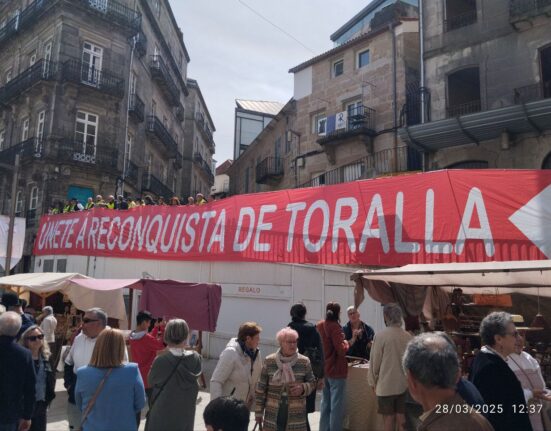 ÚNETE A RECONQUISTA DE TORALLA
REGALO
28/03/2025 12:37